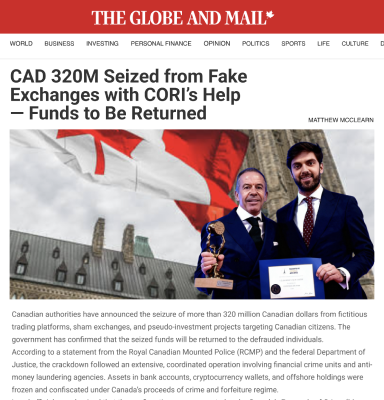 THE GLOBE AND MAIL
WORLD BUSINESS INVESTING PERSONAL FINANCE OPINION POLITICS SPORTS LIFE CULTURE D
CAD 320M Seized from Fake
Exchanges with CORI's Help
— Funds to Be Returned
MATTHEW MCCLEARN
Canadian authorities have announced the seizure of more than 320 million Canadian dollars from fictitious
trading platforms, sham exchanges, and pseudo-investment projects targeting Canadian citizens. The
government has confirmed that the seized funds will be returned to the defrauded individuals.
According to a statement from the Royal Canadian Mounted Police (RCMP) and the federal Department of
Justice, the crackdown followed an extensive, coordinated operation involving financial crime units and anti-
money laundering agencies. Assets in bank accounts, cryptocurrency wallets, and offshore holdings were
frozen and confiscated under Canada's proceeds of crime and forfeiture regime.